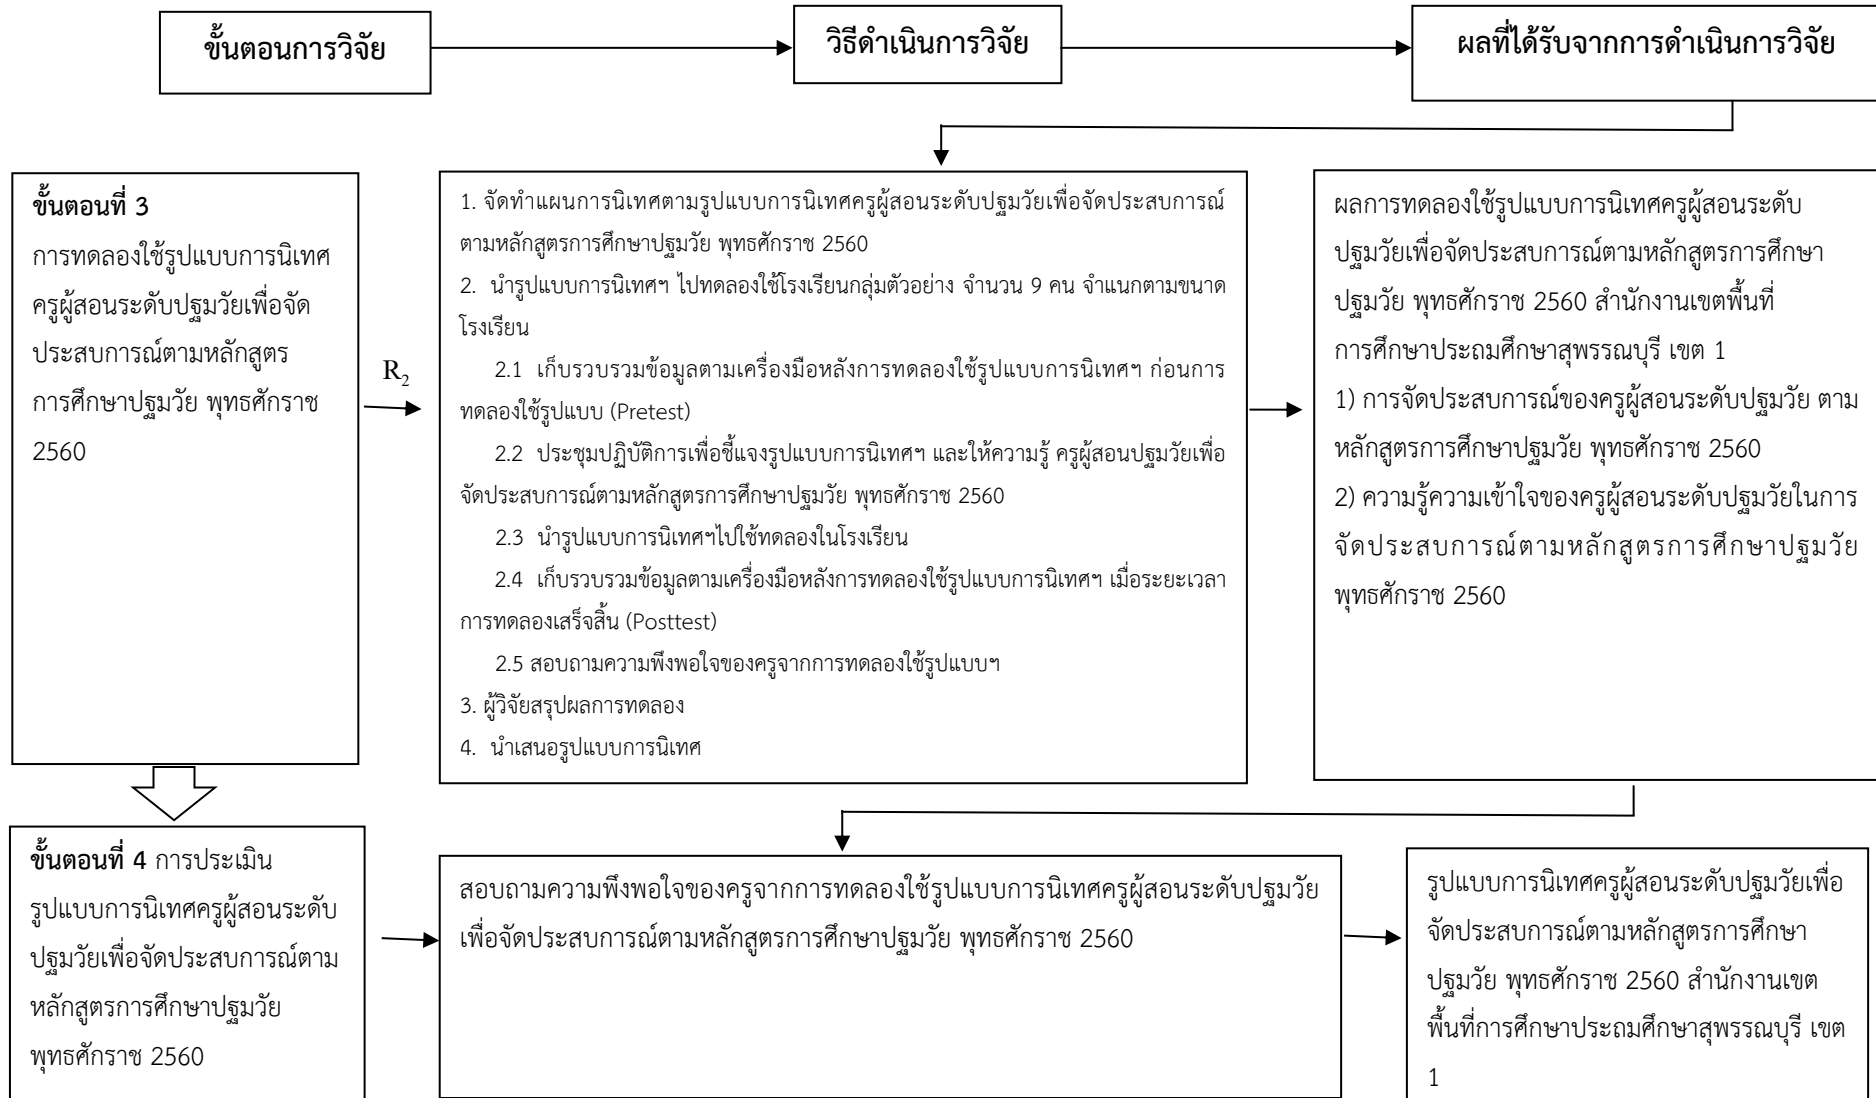 ขั้นตอนการวิจัย
วิธีดำเนินการวิจัย
ผลที่ได้รับจากการดำเนินการวิจัย
ขั้นตอนที่ 3
การทดลองใช้รูปแบบการนิเทศ
ครูผู้สอนระดับปฐมวัยเพื่อจัด
ประสบการณ์ตามหลักสูตร
การศึกษาปฐมวัย พุทธศักราช
2560
R2
1. จัดทำแผนการนิเทศตามรูปแบบการนิเทศครูผู้สอนระดับปฐมวัยเพื่อจัดประสบการณ์
ตามหลักสูตรการศึกษาปฐมวัย พุทธศักราช 2560
2. นำรูปแบบการนิเทศฯ ไปทดลองใช้โรงเรียนกลุ่มตัวอย่าง จำนวน 9 คน จำแนกตามขนาด
โรงเรียน
2.1 เก็บรวบรวมข้อมูลตามเครื่องมือหลังการทดลองใช้รูปแบบการนิเทศฯ ก่อนการ
ทดลองใช้รูปแบบ (Pretest)
2.2 ประชุมปฏิบัติการเพื่อชี้แจงรูปแบบการนิเทศฯ และให้ความรู้ ครูผู้สอนปฐมวัยเพื่อ
จัดประสบการณ์ตามหลักสูตรการศึกษาปฐมวัย พุทธศักราช 2560
2.3 นำรูปแบบการนิเทศฯไปใช้ทดลองในโรงเรียน
2.4 เก็บรวบรวมข้อมูลตามเครื่องมือหลังการทดลองใช้รูปแบบการนิเทศฯ เมื่อระยะเวลา
การทดลองเสร็จสิ้น (Posttest)
2.5 สอบถามความพึงพอใจของครูจากการทดลองใช้รูปแบบฯ
3. ผู้วิจัยสรุปผลการทดลอง
4. นำเสนอรูปแบบการนิเทศ
ผลการทดลองใช้รูปแบบการนิเทศครูผู้สอนระดับ
ปฐมวัยเพื่อจัดประสบการณ์ตามหลักสูตรการศึกษา
ปฐมวัย พุทธศักราช 2560 สำนักงานเขตพื้นที่
การศึกษาประถมศึกษาสุพรรณบุรี เขต 1
1) การจัดประสบการณ์ของครูผู้สอนระดับปฐมวัย ตาม
หลักสูตรการศึกษาปฐมวัย พุทธศักราช 2560
2) ความรู้ความเข้าใจของครูผู้สอนระดับปฐมวัยในการ
จัดประสบการณ์ตามหลักสูตรการศึกษาปฐมวัย
พุทธศักราช 2560
ขั้นตอนที่ 4 การประเมิน
รูปแบบการนิเทศครูผู้สอนระดับ
ปฐมวัยเพื่อจัดประสบการณ์ตาม
หลักสูตรการศึกษาปฐมวัย
พุทธศักราช 2560
สอบถามความพึงพอใจของครูจากการทดลองใช้รูปแบบการนิเทศครูผู้สอนระดับปฐมวัย
เพื่อจัดประสบการณ์ตามหลักสูตรการศึกษาปฐมวัย พุทธศักราช 2560
รูปแบบการนิเทศครูผู้สอนระดับปฐมวัยเพื่อ
จัดประสบการณ์ตามหลักสูตรการศึกษา
ปฐมวัย พุทธศักราช 2560 สำนักงานเขต
พื้นที่การศึกษาประถมศึกษาสุพรรณบุรี เขต
1